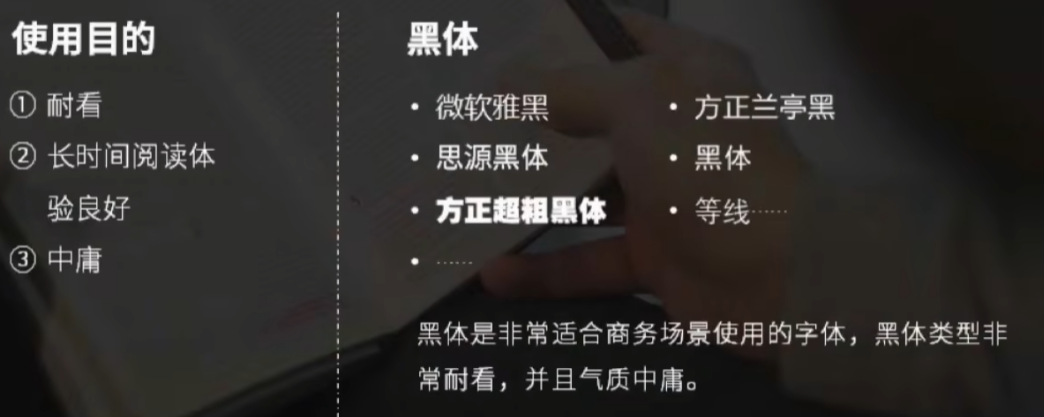 使用目的
① 耐看
② 长时间阅读体
验良好
③ 中庸
黑体
• 微软雅黑
• 思源黑体
• 方正超粗黑体
• ……
• 方正兰亭黑
• 黑体
• 等线……
黑体是非常适合商务场景使用的字体，黑体类型非
常耐看，并且气质中庸。